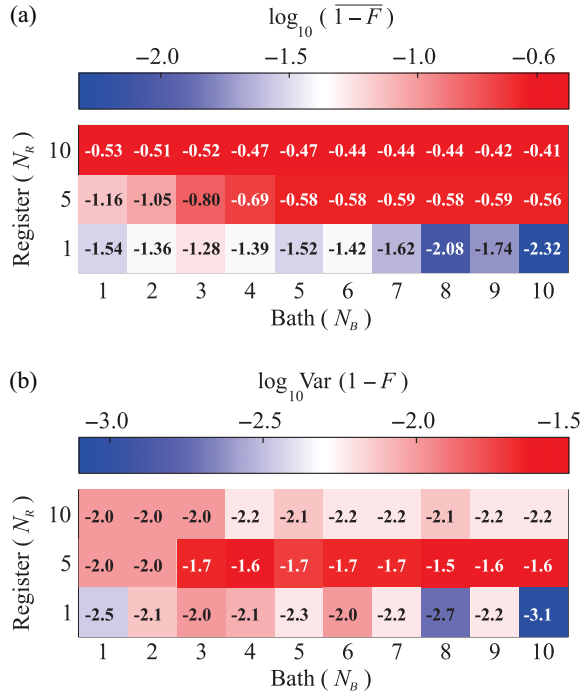 (a)
log₁₀ ( \overline{1−F} )
−2.0 −1.5 −1.0 −0.6
Register ( N_R )
10 -0.53 -0.51 -0.52 -0.47 -0.47 -0.44 -0.44 -0.44 -0.42 -0.41
5 -1.16 -1.05 -0.80 -0.69 -0.58 -0.58 -0.59 -0.58 -0.59 -0.56
1 -1.54 -1.36 -1.28 -1.39 -1.52 -1.42 -1.62 -2.08 -1.74 -2.32
1 2 3 4 5 6 7 8 9 10
Bath ( N_B )
(b)
log₁₀Var (1−F)
−3.0 −2.5 −2.0 −1.5
Register ( N_R )
10 -2.0 -2.0 -2.0 -2.2 -2.1 -2.2 -2.2 -2.1 -2.2 -2.2
5 -2.0 -2.0 -1.7 -1.6 -1.7 -1.7 -1.7 -1.5 -1.6 -1.6
1 -2.5 -2.1 -2.0 -2.1 -2.3 -2.0 -2.2 -2.7 -2.2 -3.1
1 2 3 4 5 6 7 8 9 10
Bath ( N_B )